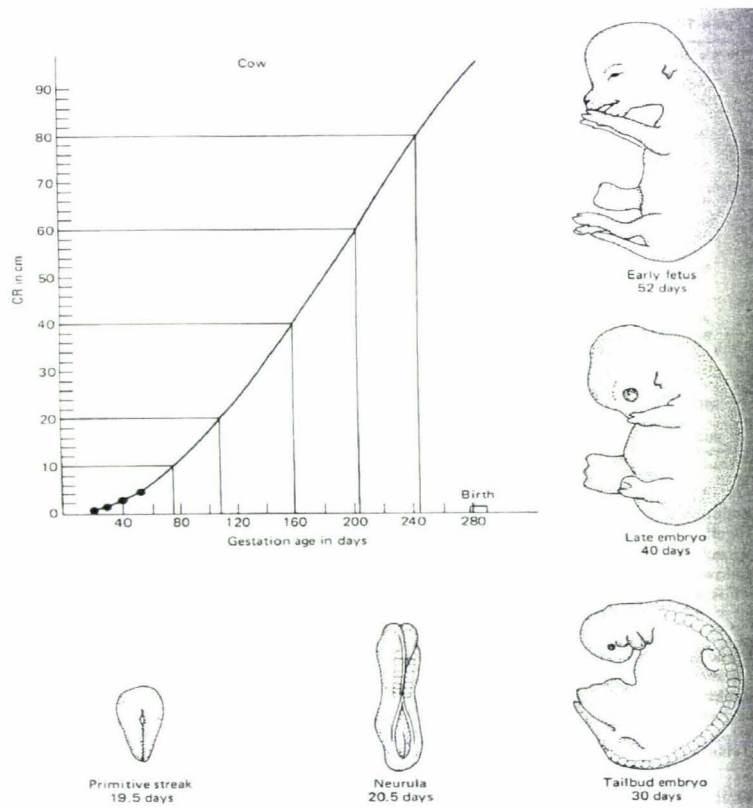 Cow
90
80
70
60
50
40
30
20
10
0
CR in cm
40 80 120 160 200 240 280
Birth
Gestation age in days
Early fetus
52 days
Late embryo
40 days
Primitive streak
19.5 days
Neurula
20.5 days
Tailbud embryo
30 days